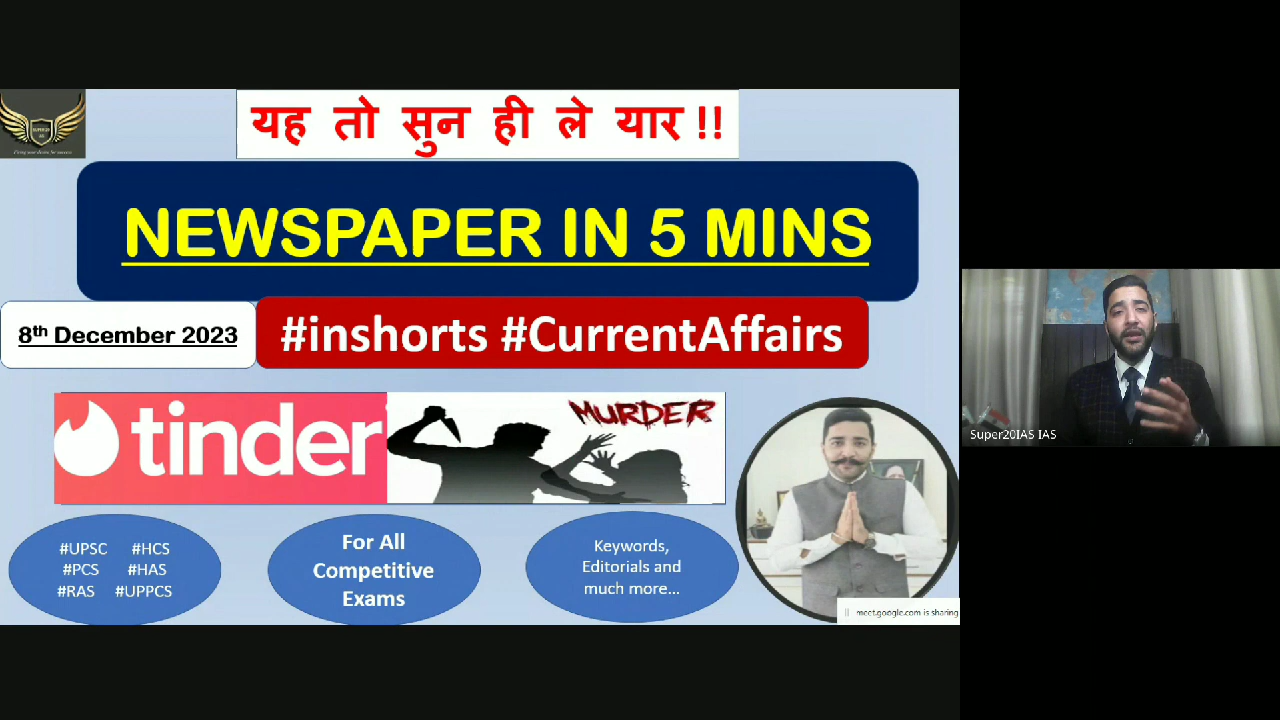 यह तो सुन ही ले यार !!
NEWSPAPER IN 5 MINS
8th December 2023
#inshorts #CurrentAffairs
tinder
MURDER
#UPSC #HCS
#PCS #HAS
#RAS #UPPCS
For All
Competitive
Exams
Keywords,
Editorials and
much more...
meet.google.com is sharing
Super20IAS IAS